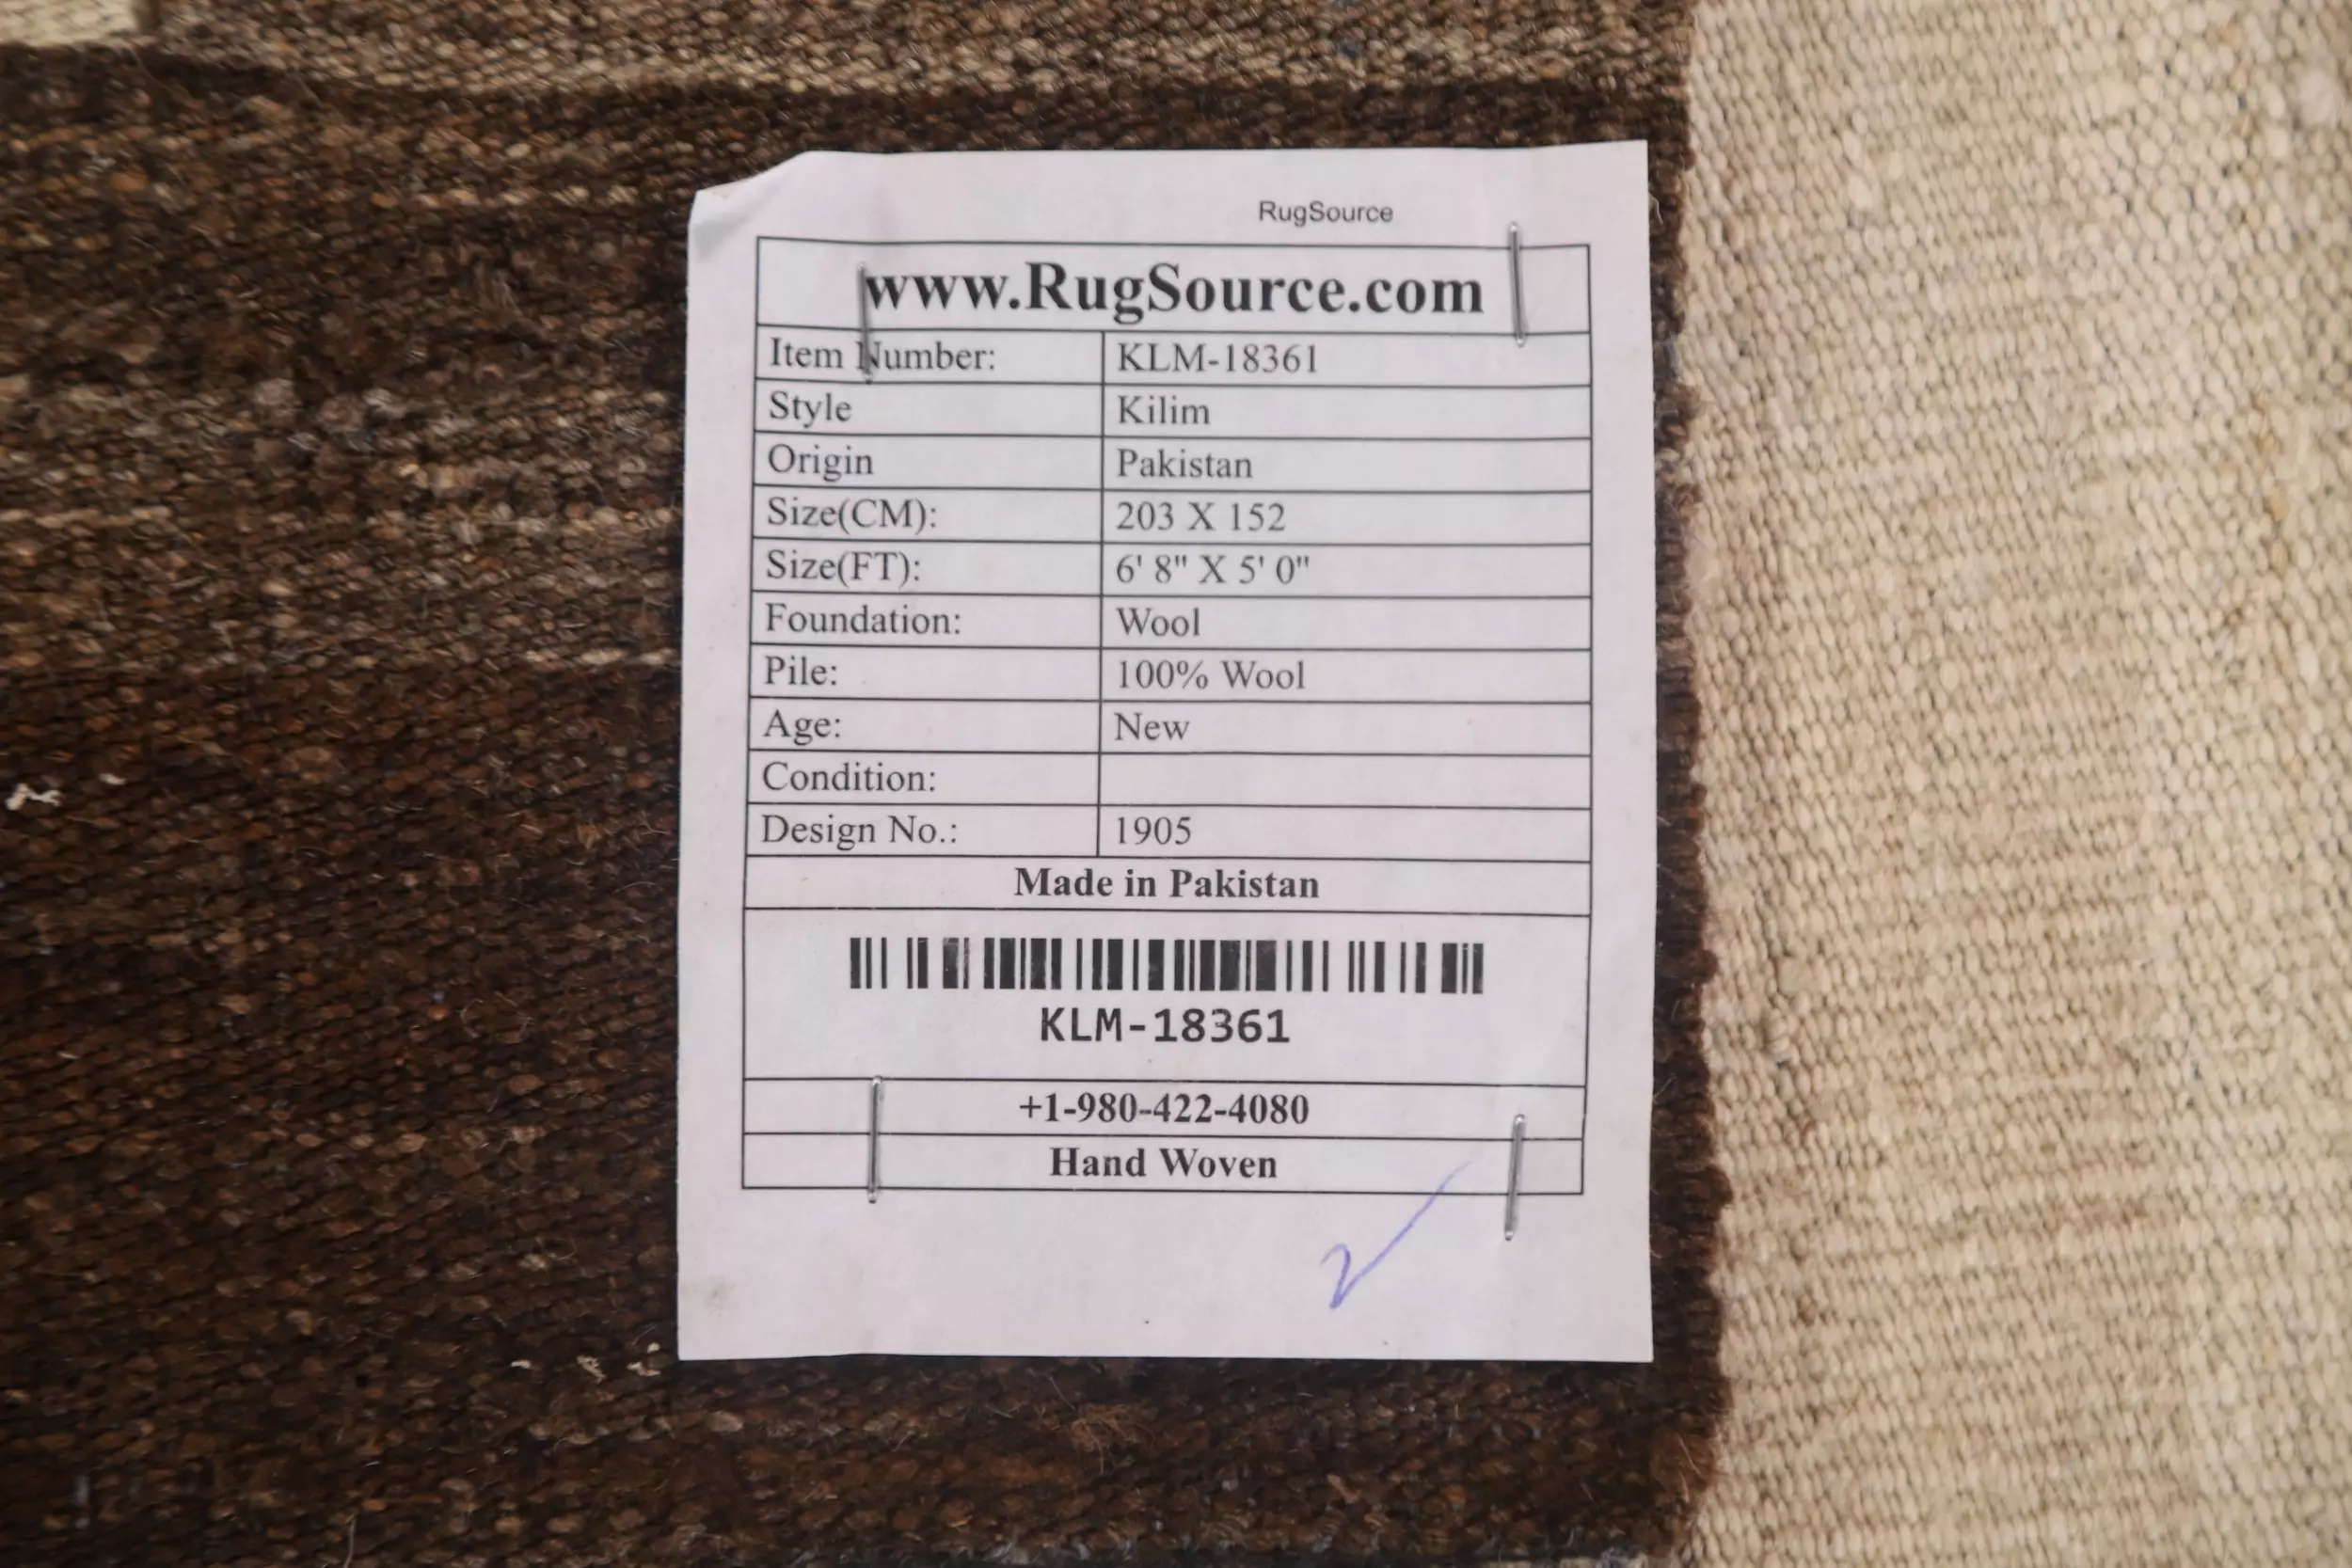 RugSource
www.RugSource.com
Item Number: KLM-18361
Style Kilim
Origin Pakistan
Size(CM): 203 X 152
Size(FT): 6' 8" X 5' 0"
Foundation: Wool
Pile: 100% Wool
Age: New
Condition:
Design No.: 1905
Made in Pakistan
KLM-18361
+1-980-422-4080
Hand Woven